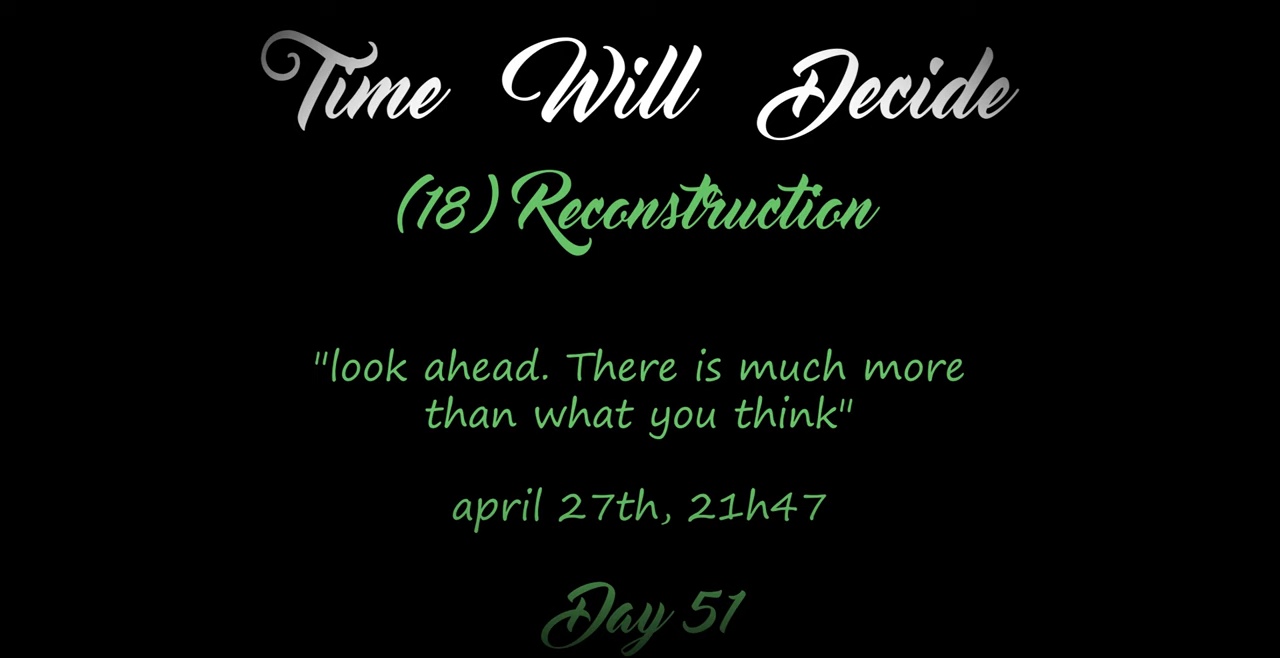 Time Will Decide
(18) Reconstruction
"look ahead. There is much more
than what you think"
april 27th, 21h47
Day 51